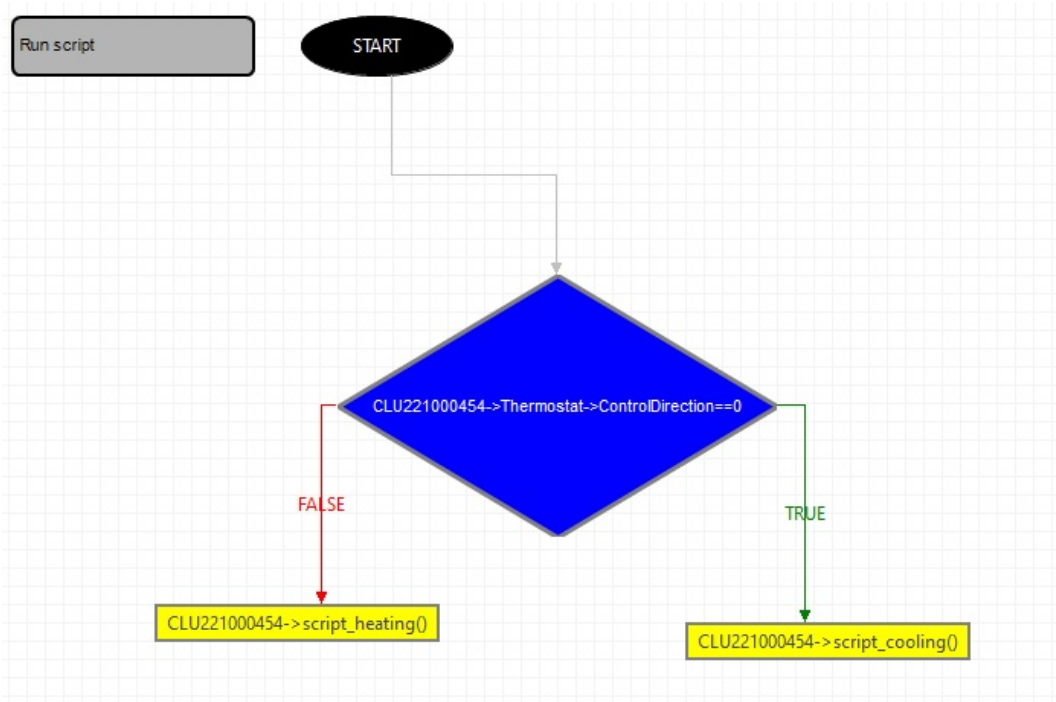 Run script
START
CLU221000454->Thermostat->ControlDirection==0
FALSE
TRUE
CLU221000454->script_heating()
CLU221000454->script_cooling()